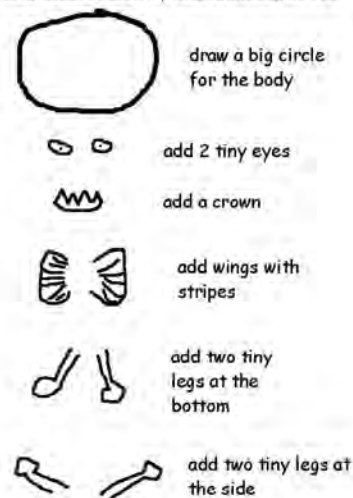 draw a big circle
for the body
add 2 tiny eyes
add a crown
add wings with
stripes
add two tiny
legs at the
bottom
add two tiny legs at
the side